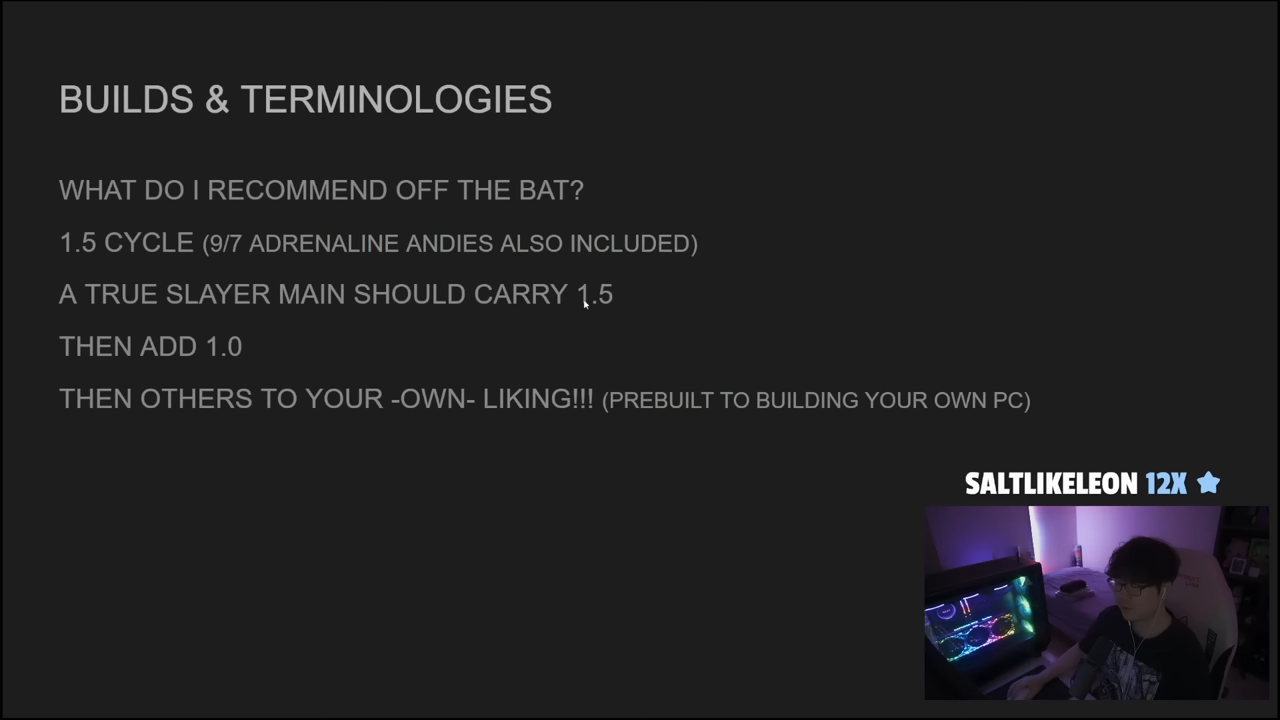 BUILDS & TERMINOLOGIES
WHAT DO I RECOMMEND OFF THE BAT?
1.5 CYCLE (9/7 ADRENALINE ANDIES ALSO INCLUDED)
A TRUE SLAYER MAIN SHOULD CARRY 1.5
THEN ADD 1.0
THEN OTHERS TO YOUR -OWN- LIKING!!! (PREBUILT TO BUILDING YOUR OWN PC)
SALTLIKELEON 12X